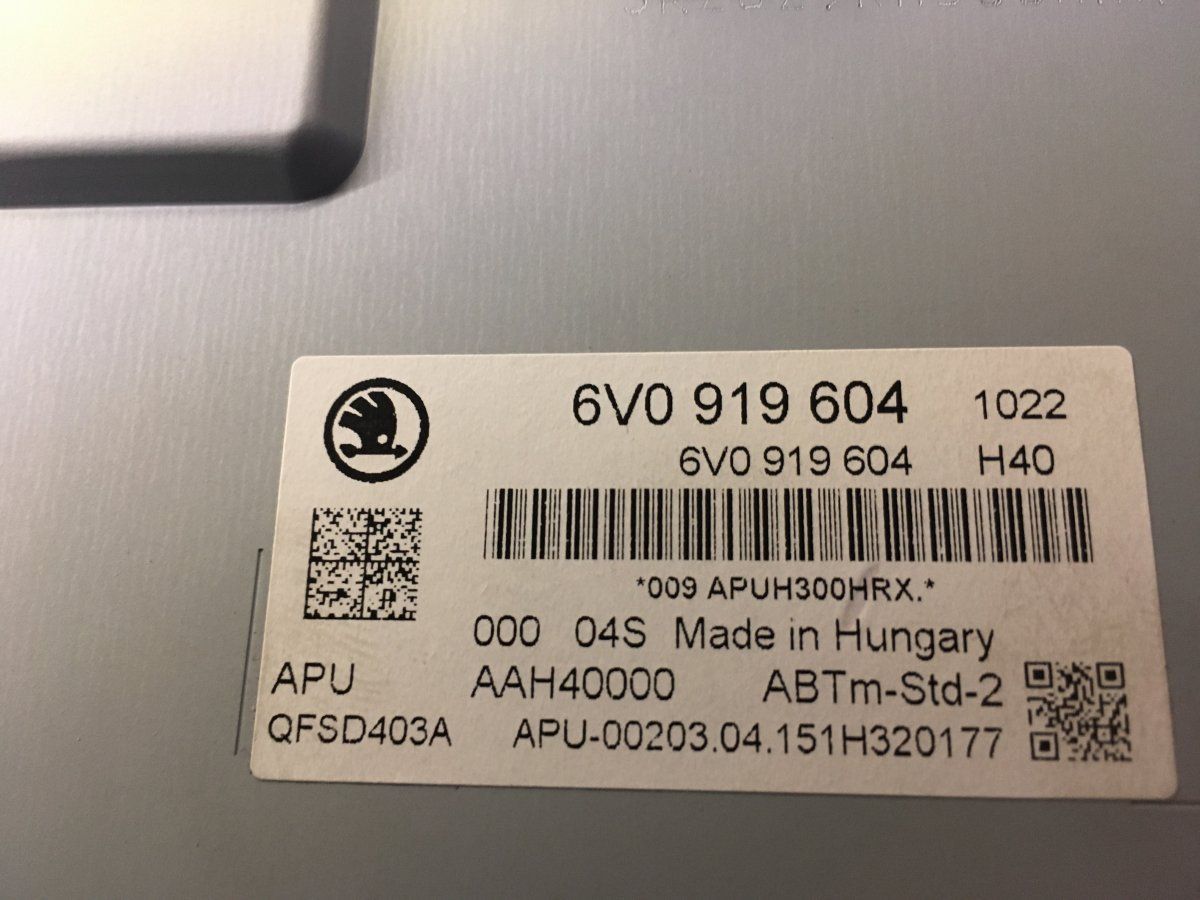 6V0 919 604 1022
6V0 919 604 H40
*009 APUH300HRX.*
000 04S Made in Hungary
APU AAH40000 ABTm-Std-2
QFSD403A APU-00203.04.151H320177